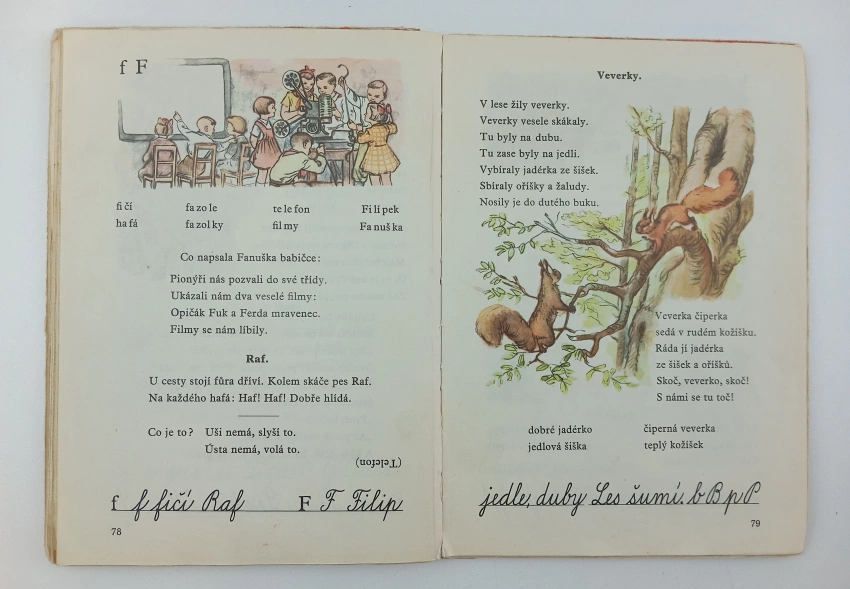 f F
fi čí fa zo le te le fon Fi lí pek
ha fá fa zol ky fil my Fa nuš ka
Co napsala Fanuška babičce:
Pionýři nás pozvali do své třídy.
Ukázali nám dva veselé filmy:
Opičák Fuk a Ferda mravenec.
Filmy se nám líbily.
Raf.
U cesty stojí fůra dříví. Kolem skáče pes Raf.
Na každého hafá: Haf! Haf! Dobře hlídá.
Co je to? Uši nemá, slyší to.
Ústa nemá, volá to.
(Telefon)
f f fičí Raf F F Filip
78
Veverky.
V lese žily veverky.
Veverky vesele skákaly.
Tu byly na dubu.
Tu zase byly na jedli.
Vybíraly jadérka ze šišek.
Sbíraly oříšky a žaludy.
Nosily je do dutého buku.
Veverka čiperka
sedá v rudém kožíšku.
Ráda jí jadérka
ze šišek a oříšků.
Skoč, veverko, skoč!
S námi se tu toč!
dobré jadérko čiperná veverka
jedlová šiška teplý kožíšek
jedle, duby Les šumí. b B p P
79